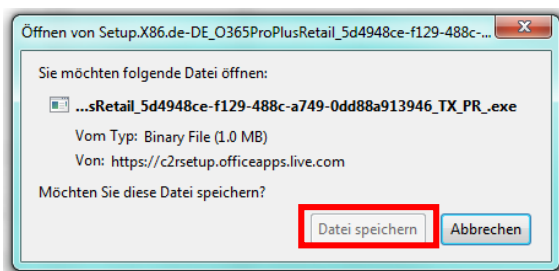 Öffnen von Setup.X86.de-DE_O365ProPlusRetail_5d4948ce-f129-488c-...
Sie möchten folgende Datei öffnen:
...sRetail_5d4948ce-f129-488c-a749-0dd88a913946_TX_PR_.exe
Vom Typ: Binary File (1.0 MB)
Von: https://c2rsetup.officeapps.live.com
Möchten Sie diese Datei speichern?
Datei speichern Abbrechen